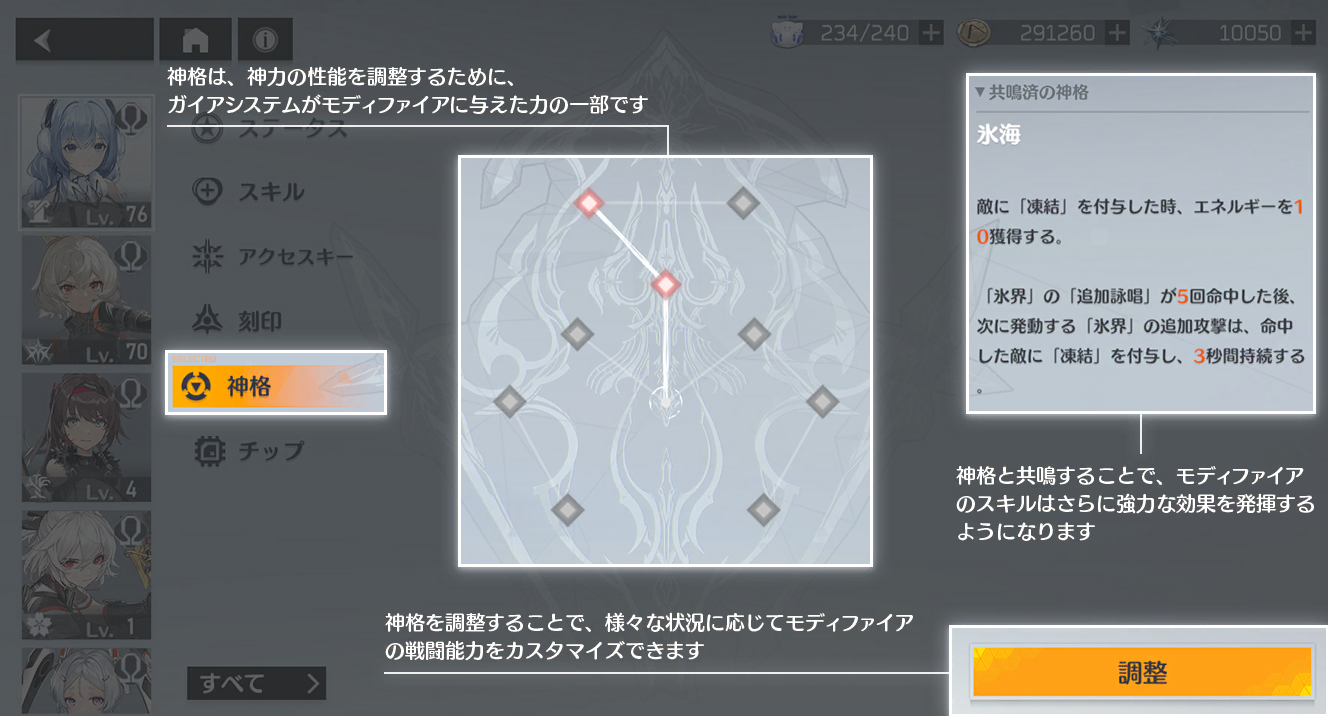 234/240
291260
10050
神格は、神力の性能を調整するために、
ガイアシステムがモディファイアに与えた力の一部です
ステータス
スキル
アクセスキー
刻印
神格
チップ
すべて
Lv. 76
Lv. 70
Lv. 4
Lv. 1
▼共鳴済の神格
氷海
敵に「凍結」を付与した時、エネルギーを1
0獲得する。
「氷界」の「追加詠唱」が5回命中した後、
次に発動する「氷界」の追加攻撃は、命中
した敵に「凍結」を付与し、3秒間持続する
。
神格と共鳴することで、モディファイア
のスキルはさらに強力な効果を発揮する
ようになります
神格を調整することで、様々な状況に応じてモディファイア
の戦闘能力をカスタマイズできます
調整